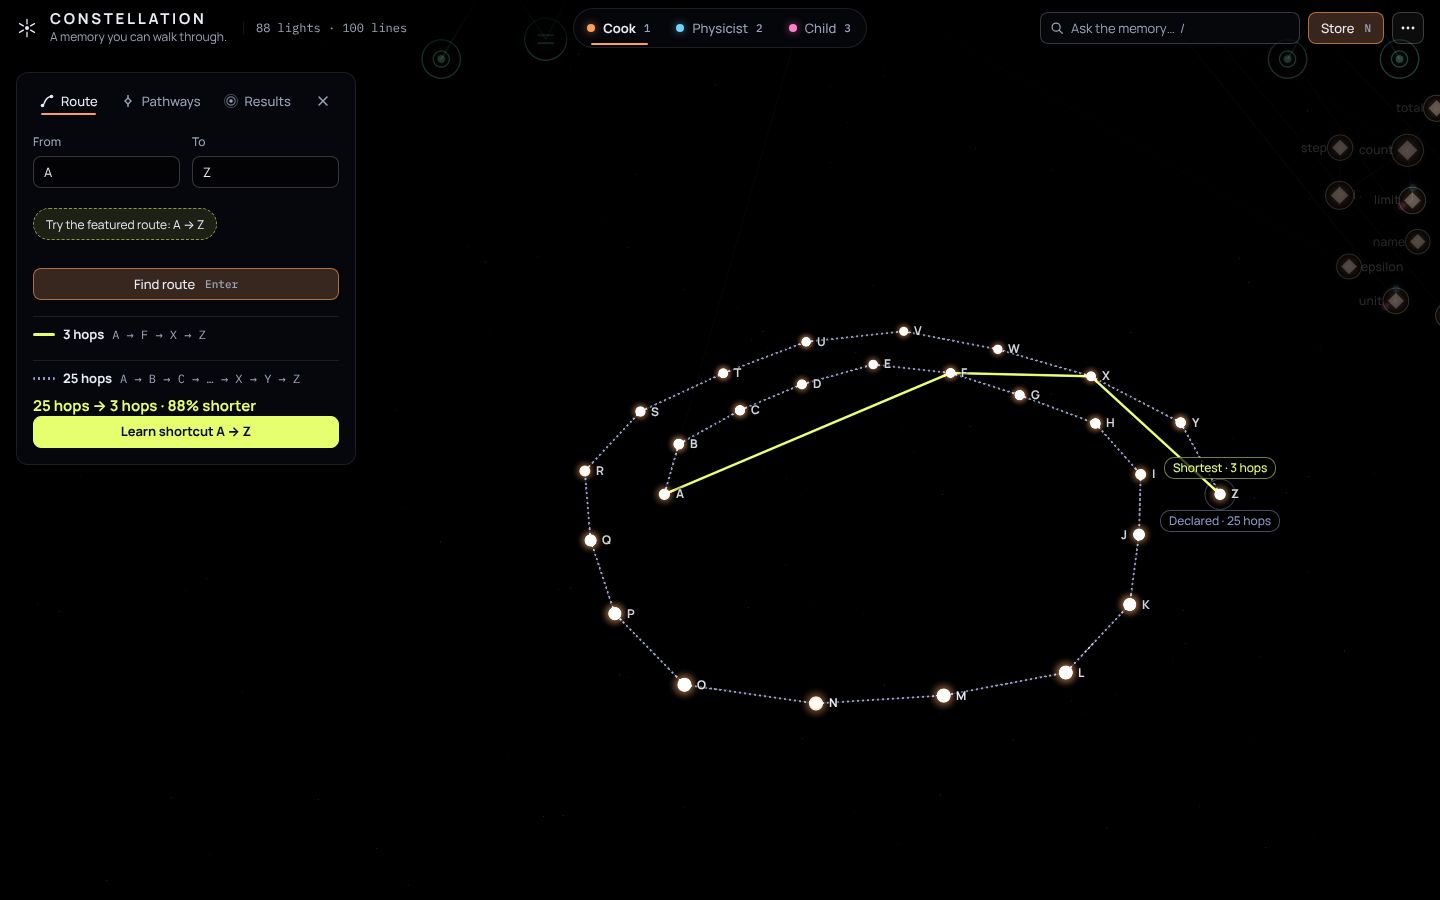 CONSTELLATION
A memory you can walk through.
88 lights · 100 lines
Cook 1
Physicist 2
Child 3
Ask the memory... /
Store N
Route
Pathways
Results
From
To
A
Z
Try the featured route: A → Z
Find route Enter
3 hops A → F → X → Z
25 hops A → B → C → … → X → Y → Z
25 hops → 3 hops · 88% shorter
Learn shortcut A → Z
total
step
count
limit
name
epsilon
unit
V
U
W
E
T
F
X
D
G
S
C
H
Y
B
R
I
Shortest · 3 hops
A
Z
Declared · 25 hops
Q
J
K
P
L
O
M
N